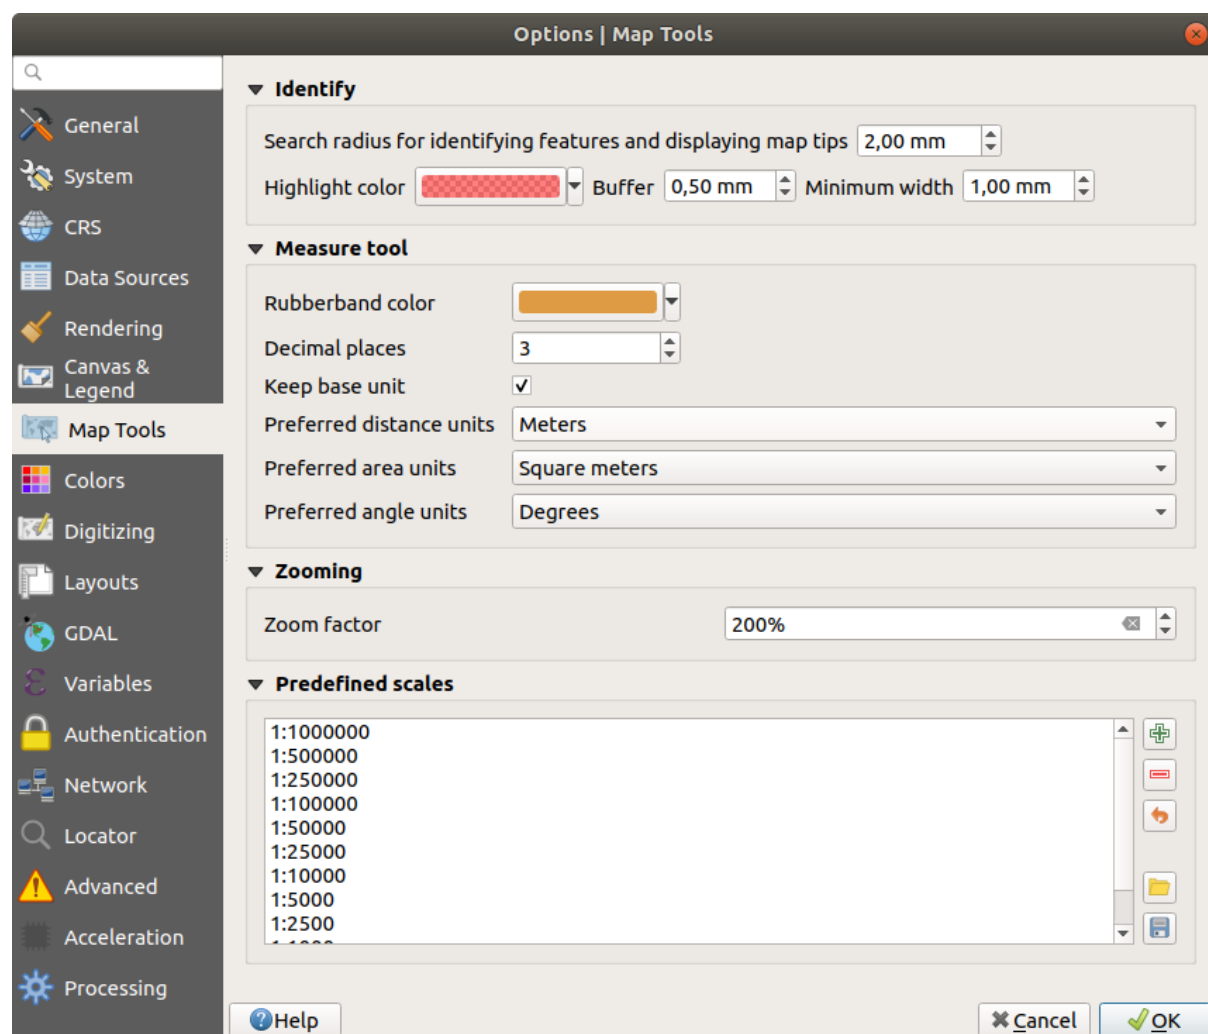 Options | Map Tools
General
System
CRS
Data Sources
Rendering
Canvas &
Legend
Map Tools
Colors
Digitizing
Layouts
GDAL
Variables
Authentication
Network
Locator
Advanced
Acceleration
Processing
Identify
Search radius for identifying features and displaying map tips 2,00 mm
Highlight color Buffer 0,50 mm Minimum width 1,00 mm
Measure tool
Rubberband color
Decimal places 3
Keep base unit
Preferred distance units Meters
Preferred area units Square meters
Preferred angle units Degrees
Zooming
Zoom factor 200%
Predefined scales
1:1000000
1:500000
1:250000
1:100000
1:50000
1:25000
1:10000
1:5000
1:2500
Help Cancel OK